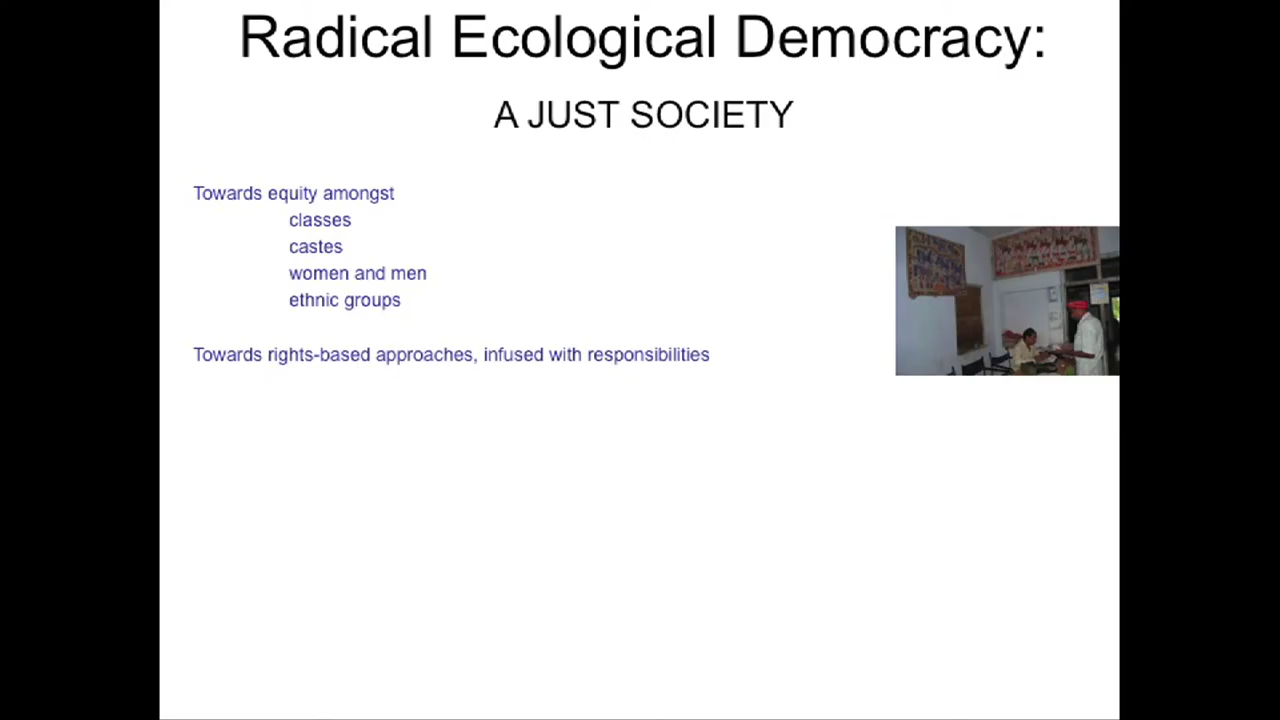 Radical Ecological Democracy:
A JUST SOCIETY
Towards equity amongst
classes
castes
women and men
ethnic groups
Towards rights-based approaches, infused with responsibilities